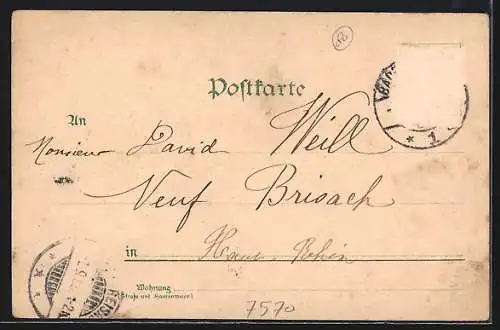 Postkarte
An
Monsieur David Weill
Neuf Brisach
in Haut-Rhin
Wohnung
(Straße und Hausnummer)
7570